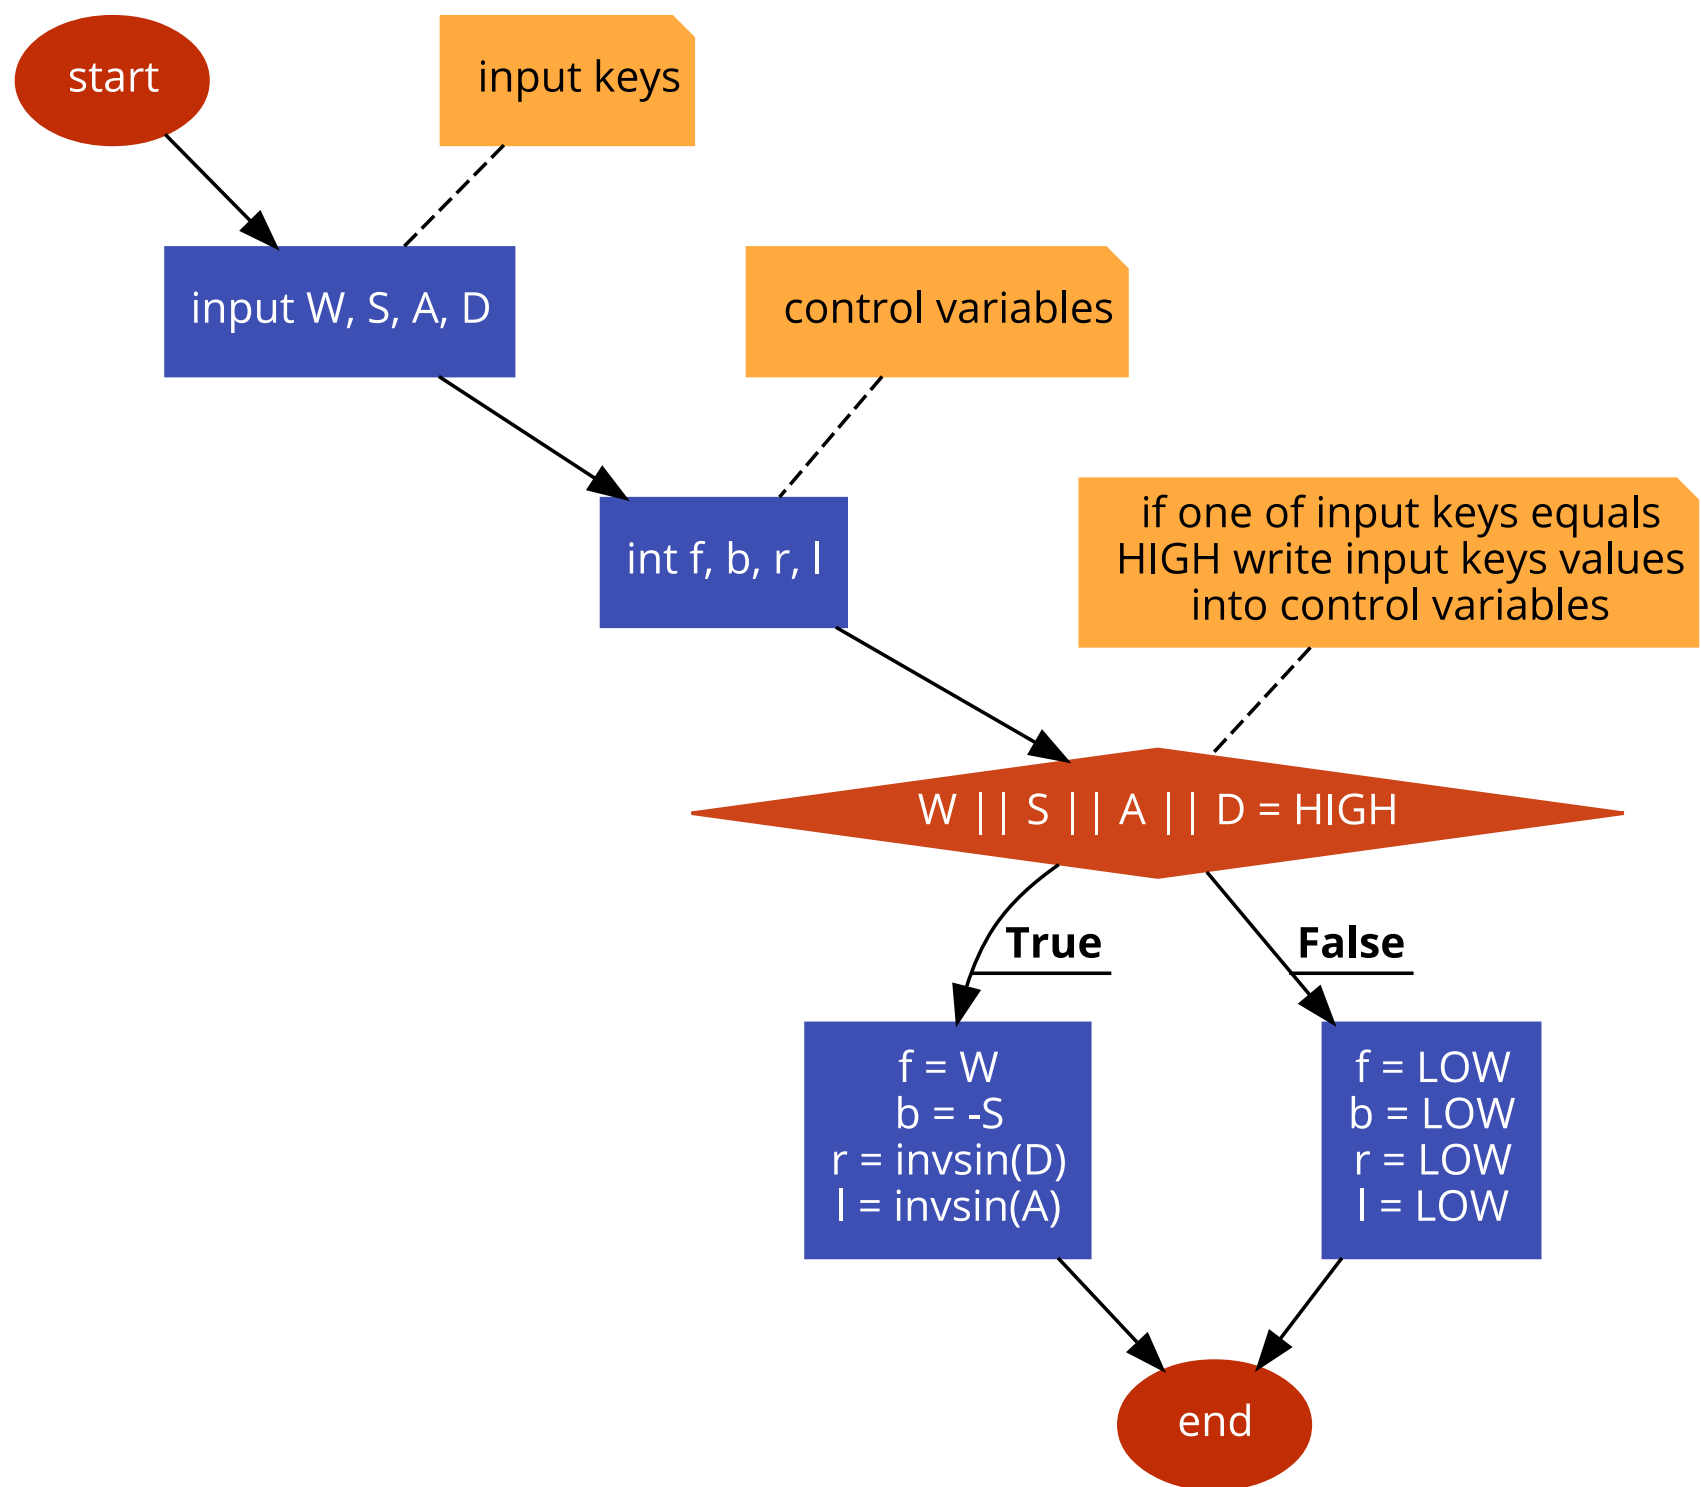 start
input keys
input W, S, A, D
control variables
int f, b, r, l
if one of input keys equals
HIGH write input keys values
into control variables
W || S || A || D = HIGH
True
False
f = W
b = -S
r = invsin(D)
l = invsin(A)
f = LOW
b = LOW
r = LOW
l = LOW
end